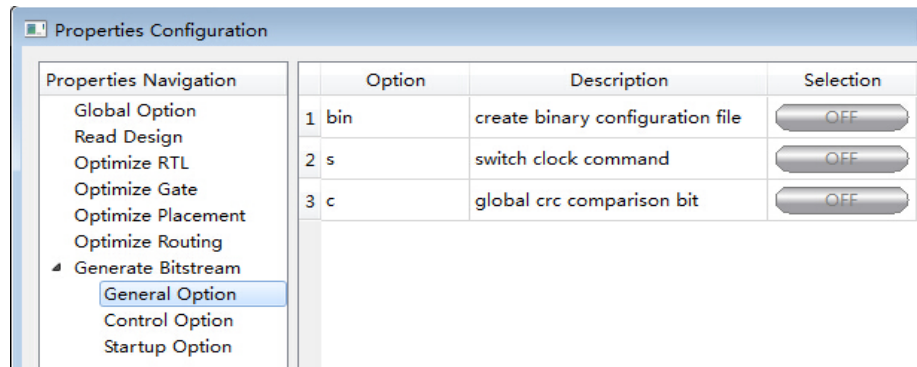 Properties Configuration
Properties Navigation
Global Option
Read Design
Optimize RTL
Optimize Gate
Optimize Placement
Optimize Routing
Generate Bitstream
General Option
Control Option
Startup Option
Option Description Selection
1 bin create binary configuration file OFF
2 s switch clock command OFF
3 c global crc comparison bit OFF